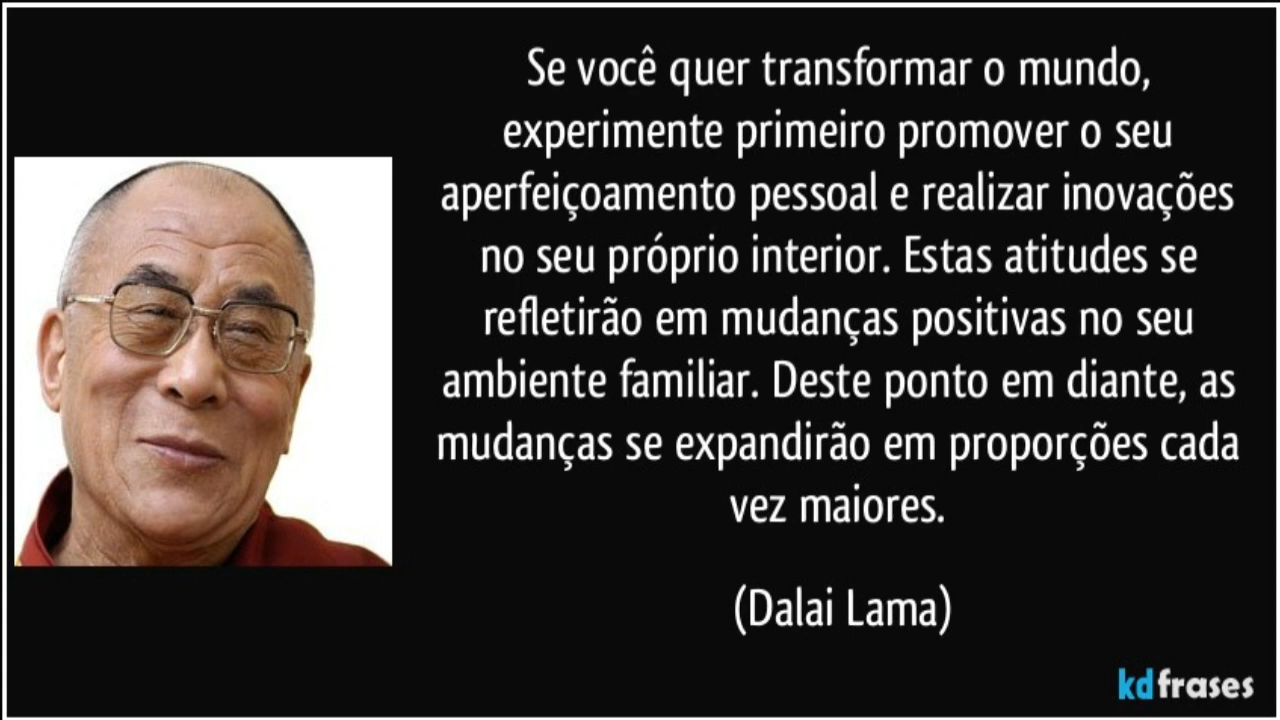 Se você quer transformar o mundo,
experimente primeiro promover o seu
aperfeiçoamento pessoal e realizar inovações
no seu próprio interior. Estas atitudes se
refletirão em mudanças positivas no seu
ambiente familiar. Deste ponto em diante, as
mudanças se expandirão em proporções cada
vez maiores.
(Dalai Lama)
kdfrases